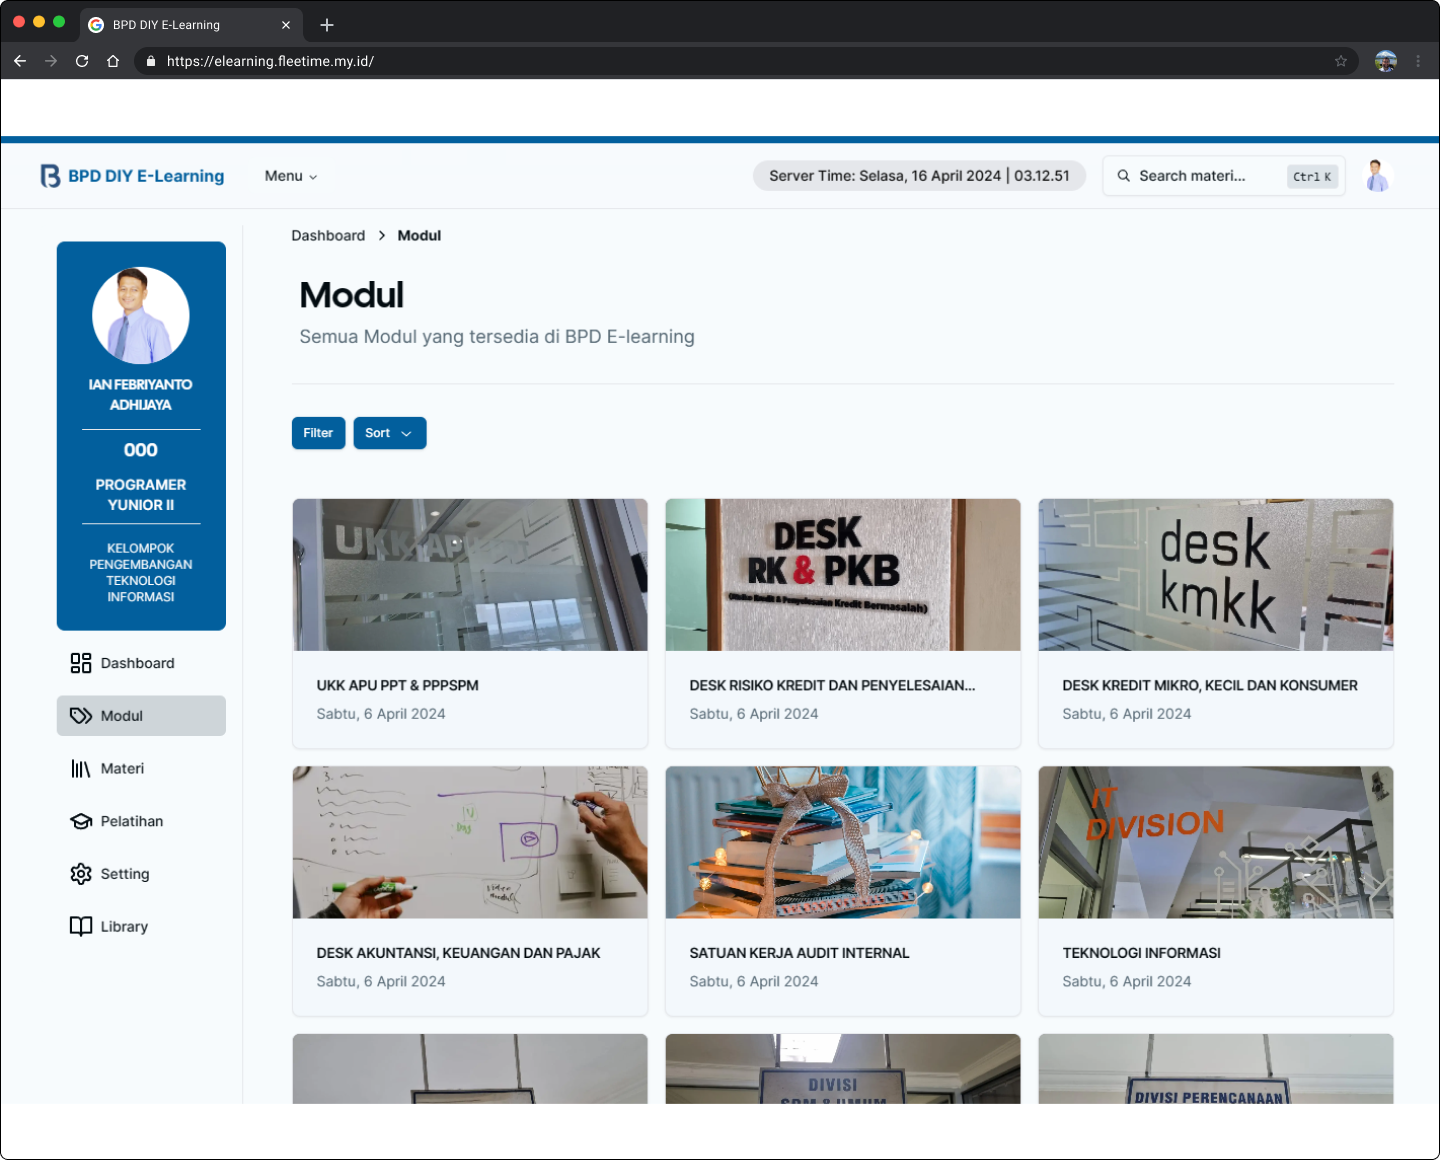 BPD DIY E-Learning
https://elearning.fleetime.my.id/
BPD DIY E-Learning
Menu
Server Time: Selasa, 16 April 2024 | 03.12.51
Search materi...
Ctrl K
IAN FEBRIYANTO
ADHIJAYA
000
PROGRAMER
YUNIOR II
KELOMPOK
PENGEMBANGAN
TEKNOLOGI
INFORMASI
Dashboard
Modul
Materi
Pelatihan
Setting
Library
Dashboard > Modul
Modul
Semua Modul yang tersedia di BPD E-learning
Filter
Sort
UKK APU PPT
UKK APU PPT & PPPSPM
Sabtu, 6 April 2024
DESK
RK & PKB
(Risiko Kredit & Penyelesaian Kredit Bermasalah)
DESK RISIKO KREDIT DAN PENYELESAIAN...
Sabtu, 6 April 2024
desk
kmkk
DESK KREDIT MIKRO, KECIL DAN KONSUMER
Sabtu, 6 April 2024
DESK AKUNTANSI, KEUANGAN DAN PAJAK
Sabtu, 6 April 2024
SATUAN KERJA AUDIT INTERNAL
Sabtu, 6 April 2024
IT
DIVISION
TEKNOLOGI INFORMASI
Sabtu, 6 April 2024
DIVISI
SDM & UMUM
DIVISI PERENCANAAN